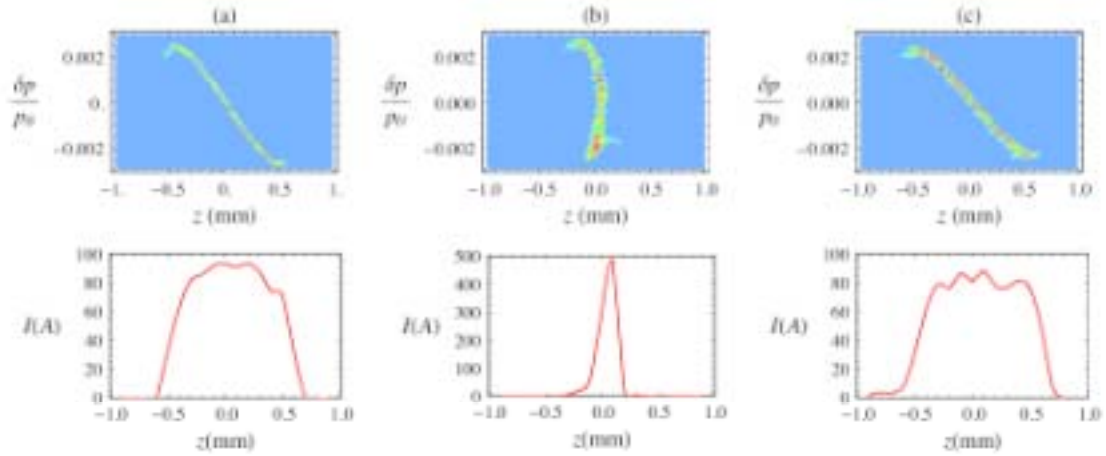 (a) (b) (c)
0.002 0.002 0.002
δp/p₀ 0. δp/p₀ 0.000 δp/p₀ 0.000
−0.002 −0.002 −0.002
−1. −0.5 0. 0.5 1. −1.0 −0.5 0.0 0.5 1.0 −1.0 −0.5 0.0 0.5 1.0
z (mm) z (mm) z (mm)
100 500 100
80 400 80
I(A) 60 I(A) 300 I(A) 60
40 200 40
20 100 20
0 0 0
−1.0 −0.5 0.0 0.5 1.0 −1.0 −0.5 0.0 0.5 1.0 −1.0 −0.5 0.0 0.5 1.0
z(mm) z(mm) z(mm)